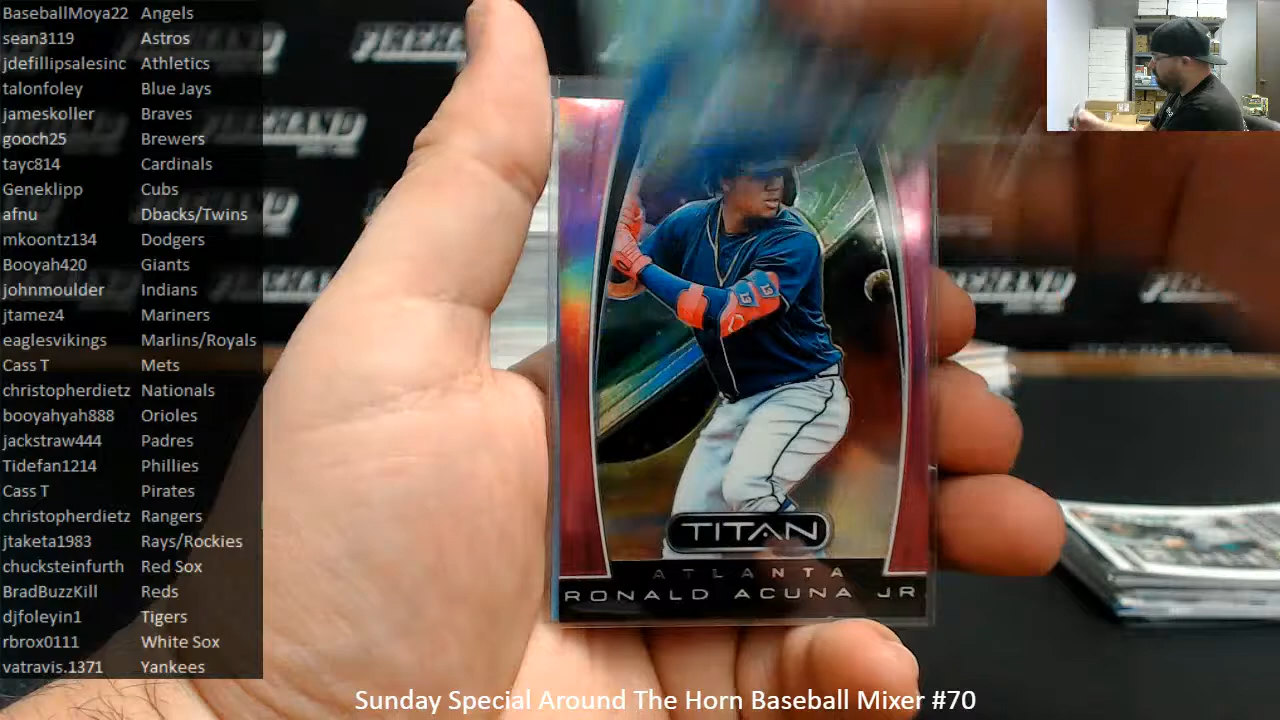 BaseballMoya22 Angels
sean3119 Astros
jdefillipsalesinc Athletics
talonfoley Blue Jays
jameskoller Braves
gooch25 Brewers
tayc814 Cardinals
Geneklipp Cubs
afnu Dbacks/Twins
mkoontz134 Dodgers
Booyah420 Giants
johnmoulder Indians
jtamez4 Mariners
eaglesvikings Marlins/Royals
Cass T Mets
christopherdietz Nationals
booyahyah888 Orioles
jackstraw444 Padres
Tidefan1214 Phillies
Cass T Pirates
christopherdietz Rangers
jtaketa1983 Rays/Rockies
chucksteinfurth Red Sox
BradBuzzKill Reds
djfoleyin1 Tigers
rbrox0111 White Sox
vatravis.1371 Yankees
TITAN
ATLANTA
RONALD ACUNA JR
Sunday Special Around The Horn Baseball Mixer #70